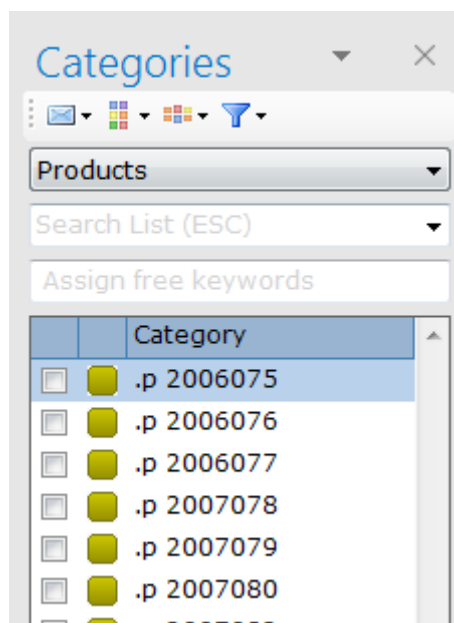 Categories
Products
Search List (ESC)
Assign free keywords
Category
.p 2006075
.p 2006076
.p 2006077
.p 2007078
.p 2007079
.p 2007080